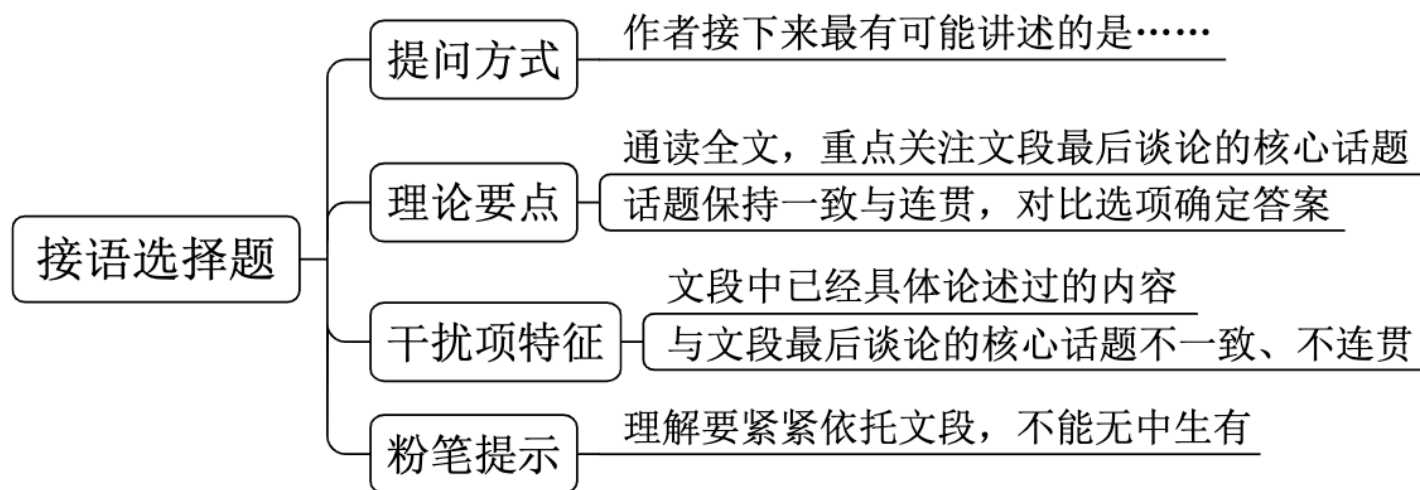 接语选择题
提问方式
作者接下来最有可能讲述的是……
理论要点
通读全文，重点关注文段最后谈论的核心话题
话题保持一致与连贯，对比选项确定答案
干扰项特征
文段中已经具体论述过的内容
与文段最后谈论的核心话题不一致、不连贯
粉笔提示
理解要紧紧依托文段，不能无中生有